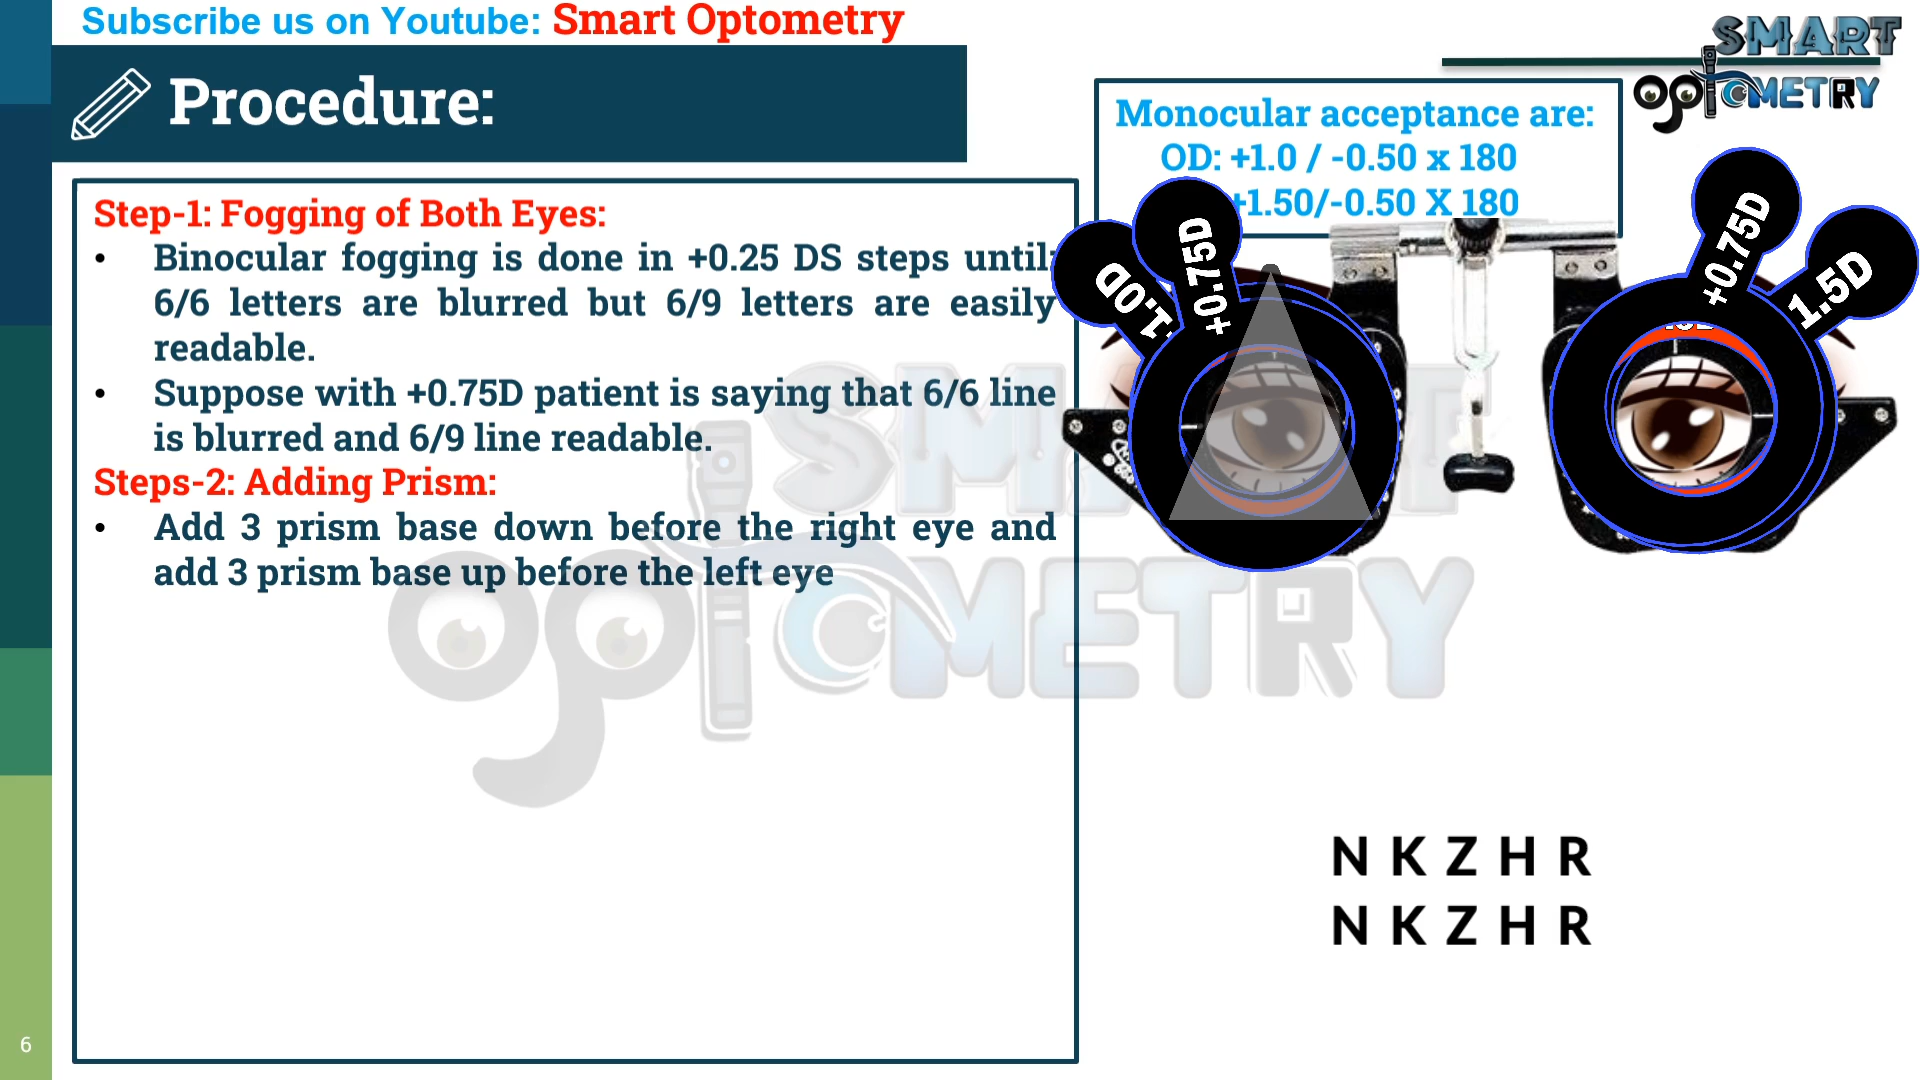 Subscribe us on Youtube: Smart Optometry
SMART
OPTOMETRY
Procedure:
Monocular acceptance are:
OD: +1.0 / -0.50 x 180
+1.50/-0.50 X 180
Step-1: Fogging of Both Eyes:
• Binocular fogging is done in +0.25 DS steps until:
6/6 letters are blurred but 6/9 letters are easily
readable.
• Suppose with +0.75D patient is saying that 6/6 line
is blurred and 6/9 line readable.
Steps-2: Adding Prism:
• Add 3 prism base down before the right eye and
add 3 prism base up before the left eye
1.0D
+0.75D
+0.75D
1.5D
SMART
OPTOMETRY
N K Z H R
N K Z H R
6